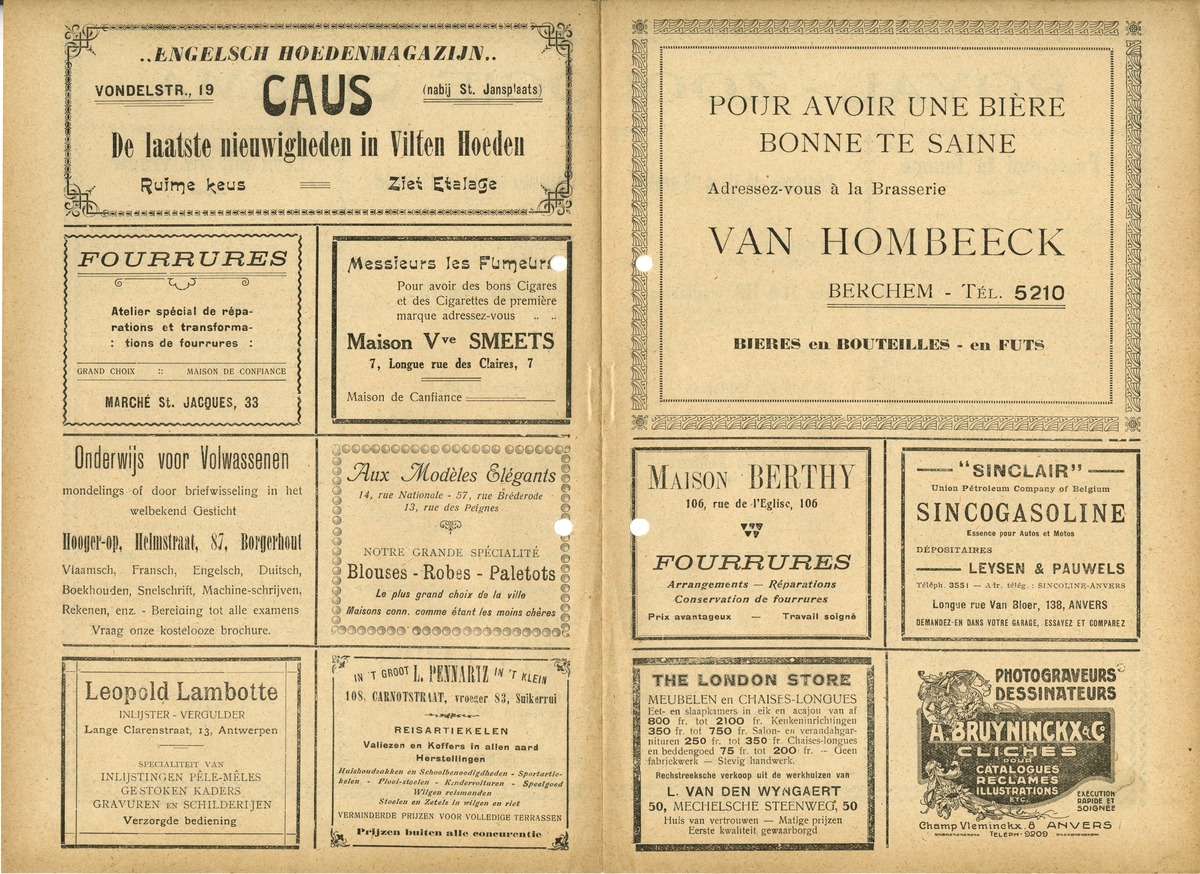 ..ENGELSCH HOEDENMAGAZIJN..
VONDELSTR., 19 CAUS (nabij St. Jansplaats)
De laatste nieuwigheden in Vilten Hoeden
Ruime keus Ziet Etalage
FOURRURES
Atelier spécial de répa-
rations et transforma-
: tions de fourrures :
GRAND CHOIX :: MAISON DE CONFIANCE
MARCHÉ St. JACQUES, 33
Messieurs les Fumeurs
Pour avoir des bons Cigares
et des Cigarettes de première
marque adressez-vous .. ..
Maison Vve SMEETS
7, Longue rue des Claires, 7
Maison de Canfiance
Onderwijs voor Volwassenen
mondelings of door briefwisseling in het
welbekend Gesticht
Hooger-op, Helmstraat, 87, Borgerhout
Vlaamsch, Fransch, Engelsch, Duitsch,
Boekhouden, Snelschrift, Machine-schrijven,
Rekenen, enz. - Bereiaing tot alle examens
Vraag onze kostelooze brochure.
Aux Modèles Elégants
14, rue Nationale - 57, rue Bréderode
13, rue des Peignes
NOTRE GRANDE SPÉCIALITÉ
Blouses - Robes - Paletots
Le plus grand choix de la ville
Maisons conn. comme étant les moins chères
Leopold Lambotte
INLIJSTER - VERGULDER
Lange Clarenstraat, 13, Antwerpen
SPECIALITEIT VAN
INLIJSTINGEN PÊLE-MÊLES
GESTOKEN KADERS
GRAVUREN EN SCHILDERIJEN
Verzorgde bediening
IN 'T GROOT L. PENNARTZ IN 'T KLEIN
108, CARNOTSTRAAT, vroeger 83, Suikerrui
REISARTIEKELEN
Valiezen en Koffers in allen aard
Herstellingen
Huishoudzakken en Schoolbenoodigdheden - Sportartie-
kelen - Plooi-stoelen - Kindervoituren - Speelgoed
Wilgen reismanden
Stoelen en Zetels in wilgen en riet
VERMINDERDE PRIJZEN VOOR VOLLEDIGE TERRASSEN
Prijzen buiten alle concurentie
POUR AVOIR UNE BIÈRE
BONNE TE SAINE
Adressez-vous à la Brasserie
VAN HOMBEECK
BERCHEM - TÉL. 5210
BIERES en BOUTEILLES - en FUTS
MAISON BERTHY
106, rue de l'Eglise, 106
FOURRURES
Arrangements — Réparations
Conservation de fourrures
Prix avantageux — Travail soigné
"SINCLAIR"
Union Pétroleum Company of Belgium
SINCOGASOLINE
Essence pour Autos et Motos
DÉPOSITAIRES
LEYSEN & PAUWELS
Téléph. 3551 — Adr. télég.: SINCOLINE-ANVERS
Longue rue Van Bloer, 138, ANVERS
DEMANDEZ-EN DANS VOTRE GARAGE, ESSAYEZ ET COMPAREZ
THE LONDON STORE
MEUBELEN en CHAISES-LONGUES
Eet- en slaapkamers in eik en acajou van af
800 fr. tot 2100 fr. Keukeninrichtingen
350 fr tot 750 fr. Salon- en verandahgar-
nituren 250 fr. tot 350 fr. Chaises-longues
en beddengoed 75 fr. tot 200 fr. — Geen
fabriekwerk — Stevig handwerk.
Rechstreeksche verkoop uit de werkhuizen van
L. VAN DEN WYNGAERT
50, MECHELSCHE STEENWEG, 50
Huis van vertrouwen — Matige prijzen
Eerste kwaliteit gewaarborgd
PHOTOGRAVEURS
DESSINATEURS
A. BRUYNINCKX & C°
CLICHÉS
POUR
CATALOGUES
RECLAMES
ILLUSTRATIONS
ETC.
EXÉCUTION
RAPIDE ET
SOIGNÉE
Champ Vleminckx. 8 ANVERS
TELÉPH: 9209